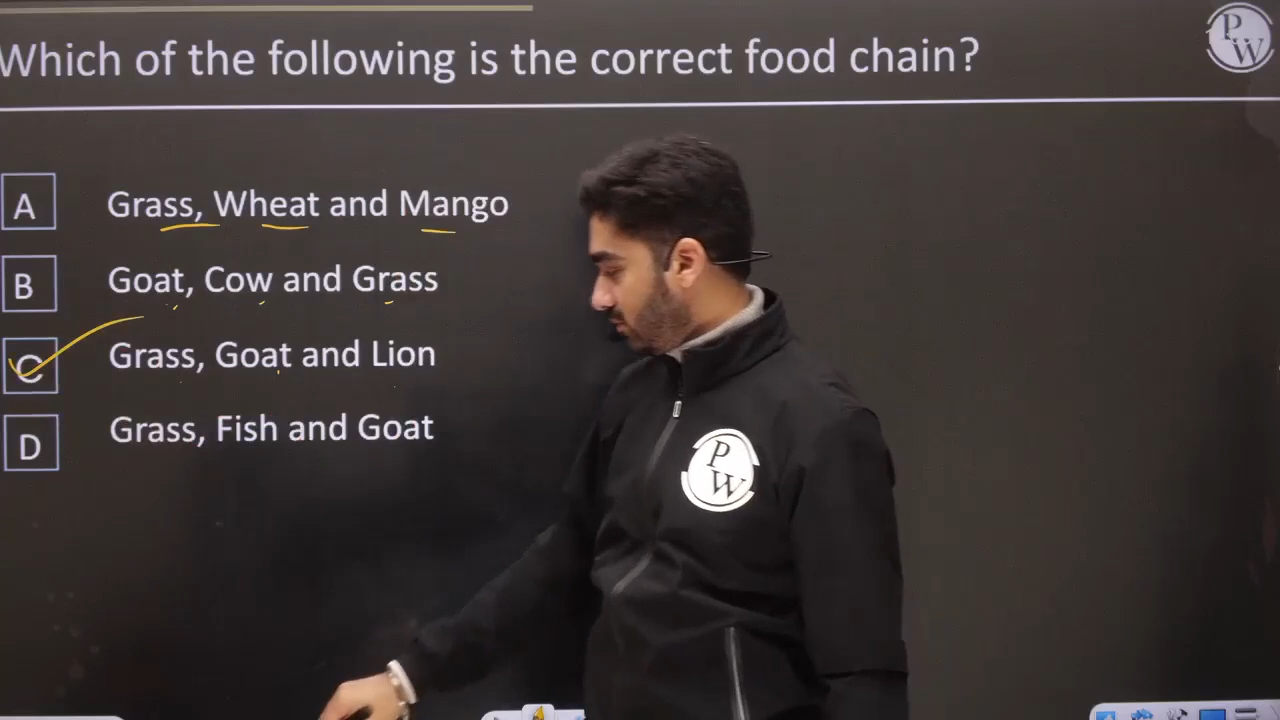 Which of the following is the correct food chain?
PW
A Grass, Wheat and Mango
B Goat, Cow and Grass
C Grass, Goat and Lion
D Grass, Fish and Goat
PW